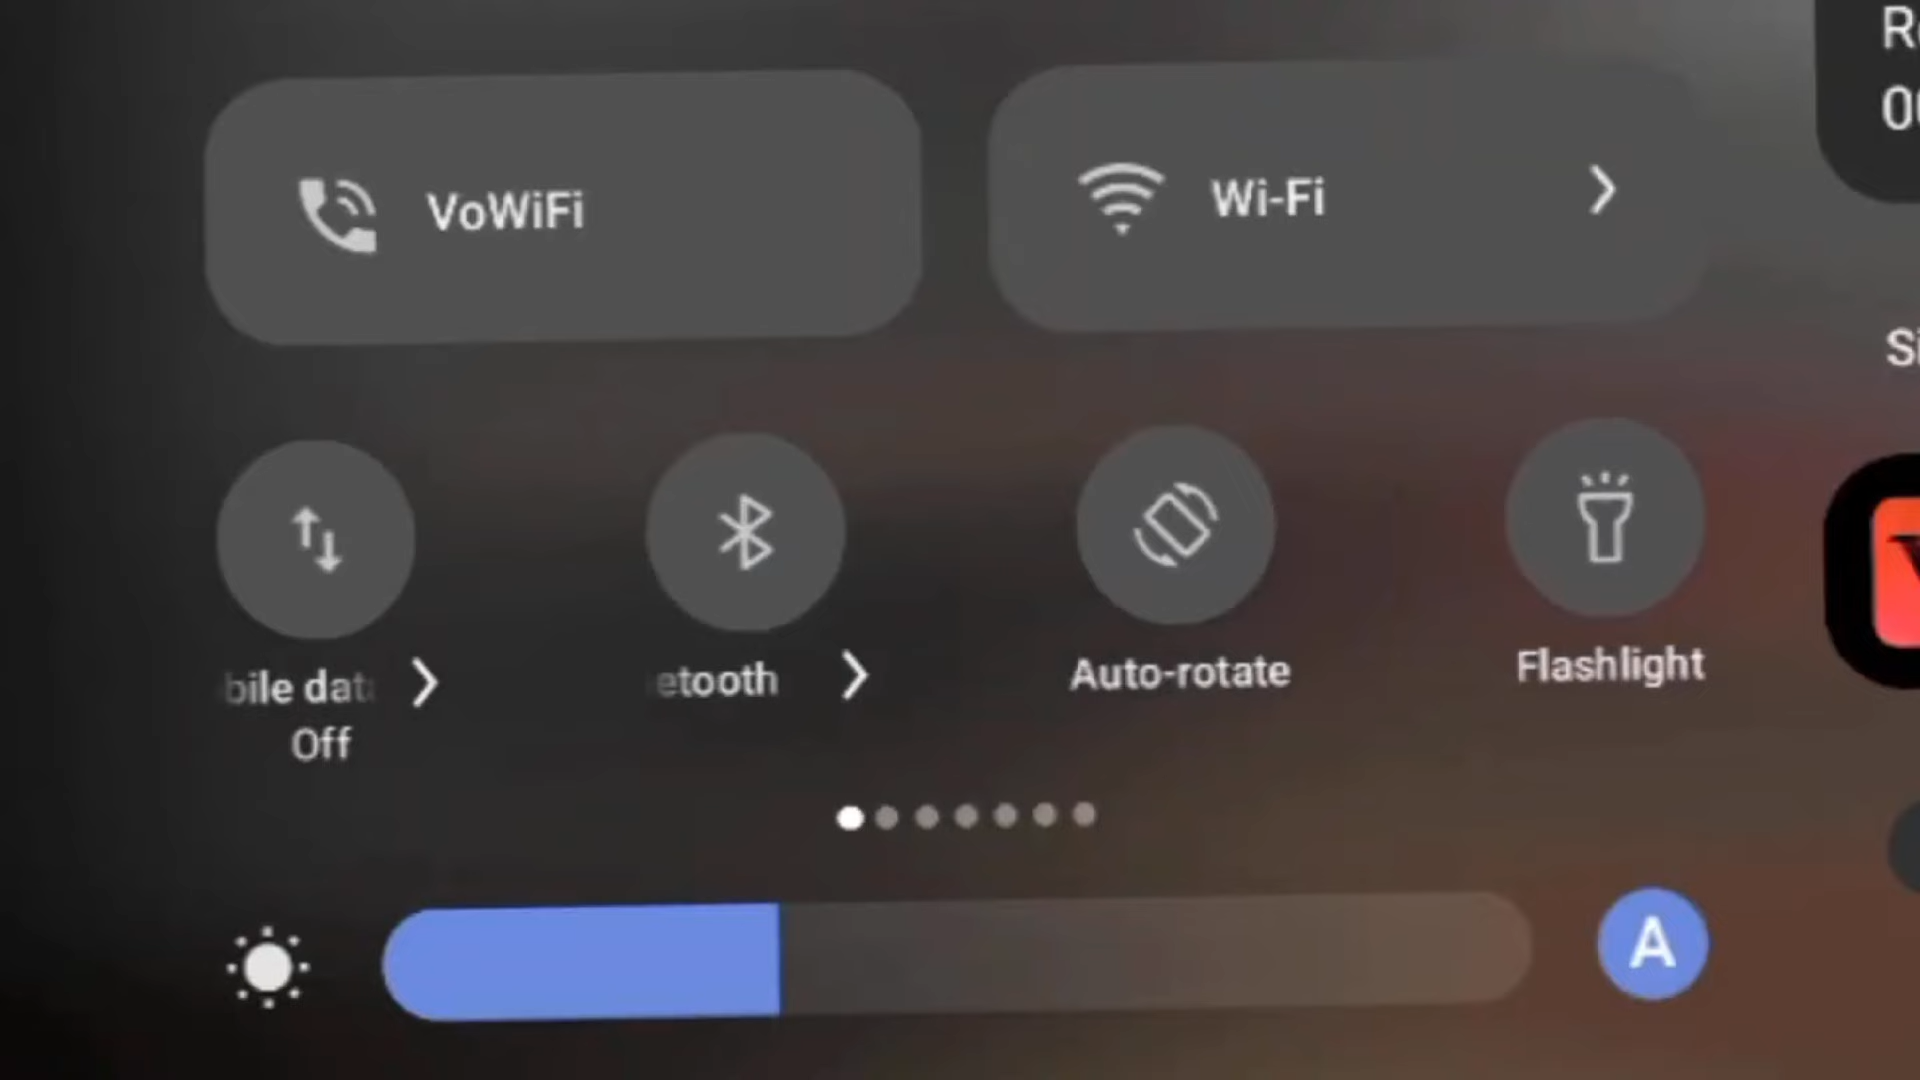 VoWiFi
Wi-Fi
bile dat
Off
etooth
Auto-rotate
Flashlight
A